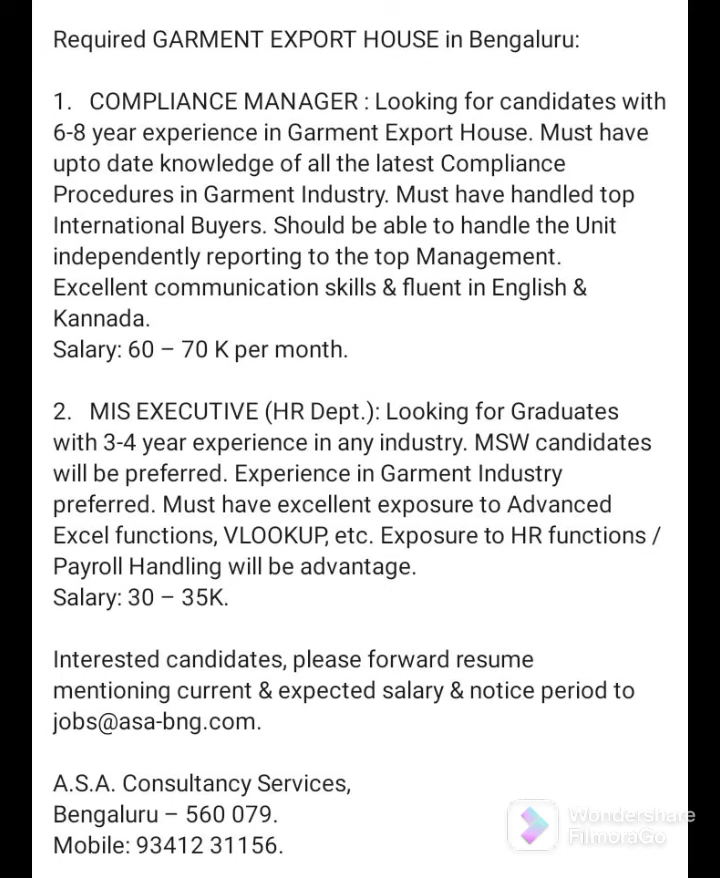 Required GARMENT EXPORT HOUSE in Bengaluru:
1. COMPLIANCE MANAGER : Looking for candidates with
6-8 year experience in Garment Export House. Must have
upto date knowledge of all the latest Compliance
Procedures in Garment Industry. Must have handled top
International Buyers. Should be able to handle the Unit
independently reporting to the top Management.
Excellent communication skills & fluent in English &
Kannada.
Salary: 60 – 70 K per month.
2. MIS EXECUTIVE (HR Dept.): Looking for Graduates
with 3-4 year experience in any industry. MSW candidates
will be preferred. Experience in Garment Industry
preferred. Must have excellent exposure to Advanced
Excel functions, VLOOKUP, etc. Exposure to HR functions /
Payroll Handling will be advantage.
Salary: 30 – 35K.
Interested candidates, please forward resume
mentioning current & expected salary & notice period to
jobs@asa-bng.com.
A.S.A. Consultancy Services,
Bengaluru – 560 079.
Mobile: 93412 31156.
Wondershare
FilmoraGo